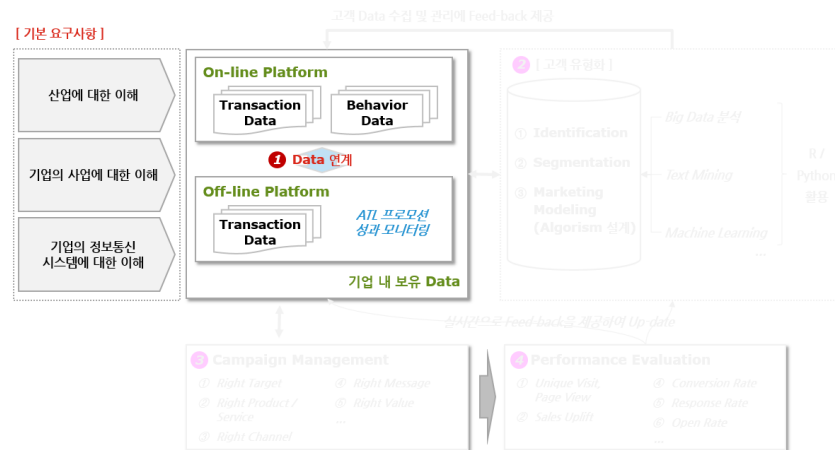 고객 Data 수집 및 관리에 Feed-back 제공
[ 기본 요구사항 ]
산업에 대한 이해
기업의 사업에 대한 이해
기업의 정보통신
시스템에 대한 이해
On-line Platform
Transaction
Data
Behavior
Data
1 Data 연계
Off-line Platform
Transaction
Data
ATL 프로모션
성과 모니터링
기업 내 보유 Data
2 [ 고객 유형화 ]
① Identification
② Segmentation
③ Marketing
Modeling
(Algorism 설계)
Big Data 분석
Text Mining
Machine Learning
...
R /
Python
활용
실시간으로 Feed-back을 제공하여 Up-date
3 Campaign Management
① Right Target
② Right Product /
Service
③ Right Channel
④ Right Message
⑤ Right Value
...
4 Performance Evaluation
① Unique Visit,
Page View
② Sales Uplift
④ Conversion Rate
⑤ Response Rate
⑥ Open Rate
...